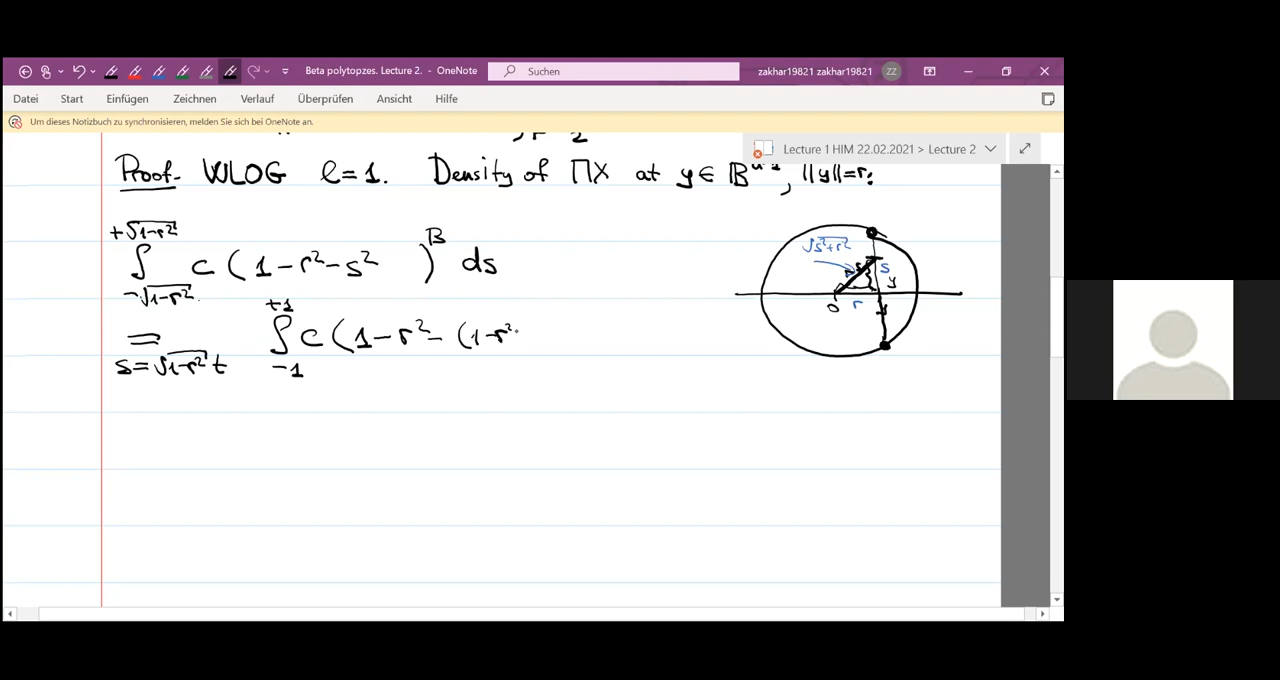 Beta polytopzes. Lecture 2. - OneNote
Suchen
zakhar19821 zakhar19821
ZZ
Datei Start Einfügen Zeichnen Verlauf Überprüfen Ansicht Hilfe
Um dieses Notizbuch zu synchronisieren, melden Sie sich bei OneNote an.
Lecture 1 HIM 22.02.2021 > Lecture 2
Proof. WLOG ℓ=1. Density of ΠX at y ∈ 𝔹ⁿ⁻¹, ||y||=r:
∫_{-√(1-r²)}^{+√(1-r²)} c (1-r²-s²)^β ds
= ∫_{-1}^{+1} c (1-r² - (1-r²
s=√(1-r²) t
√(s²+r²)
s
y
0
r